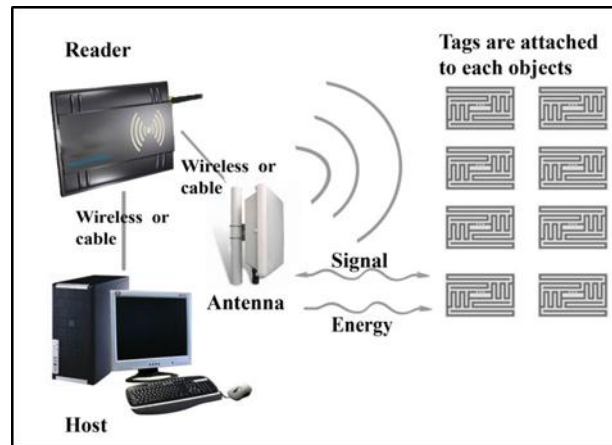 Reader
Tags are attached
to each objects
Wireless or
cable
Wireless or
cable
Signal
Antenna
Energy
Host